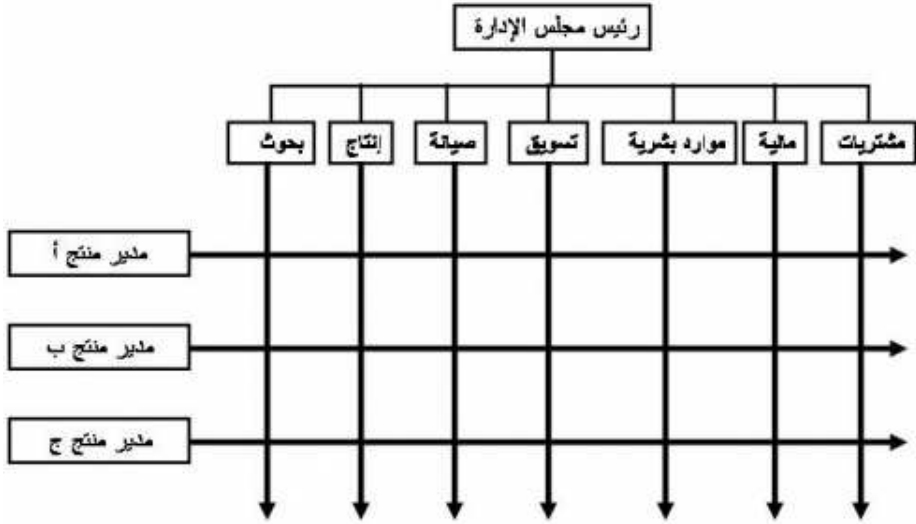 رئيس مجلس الإدارة
مشتريات
مالية
موارد بشرية
تسويق
صيانة
إنتاج
بحوث
مدير منتج أ
مدير منتج ب
مدير منتج ج